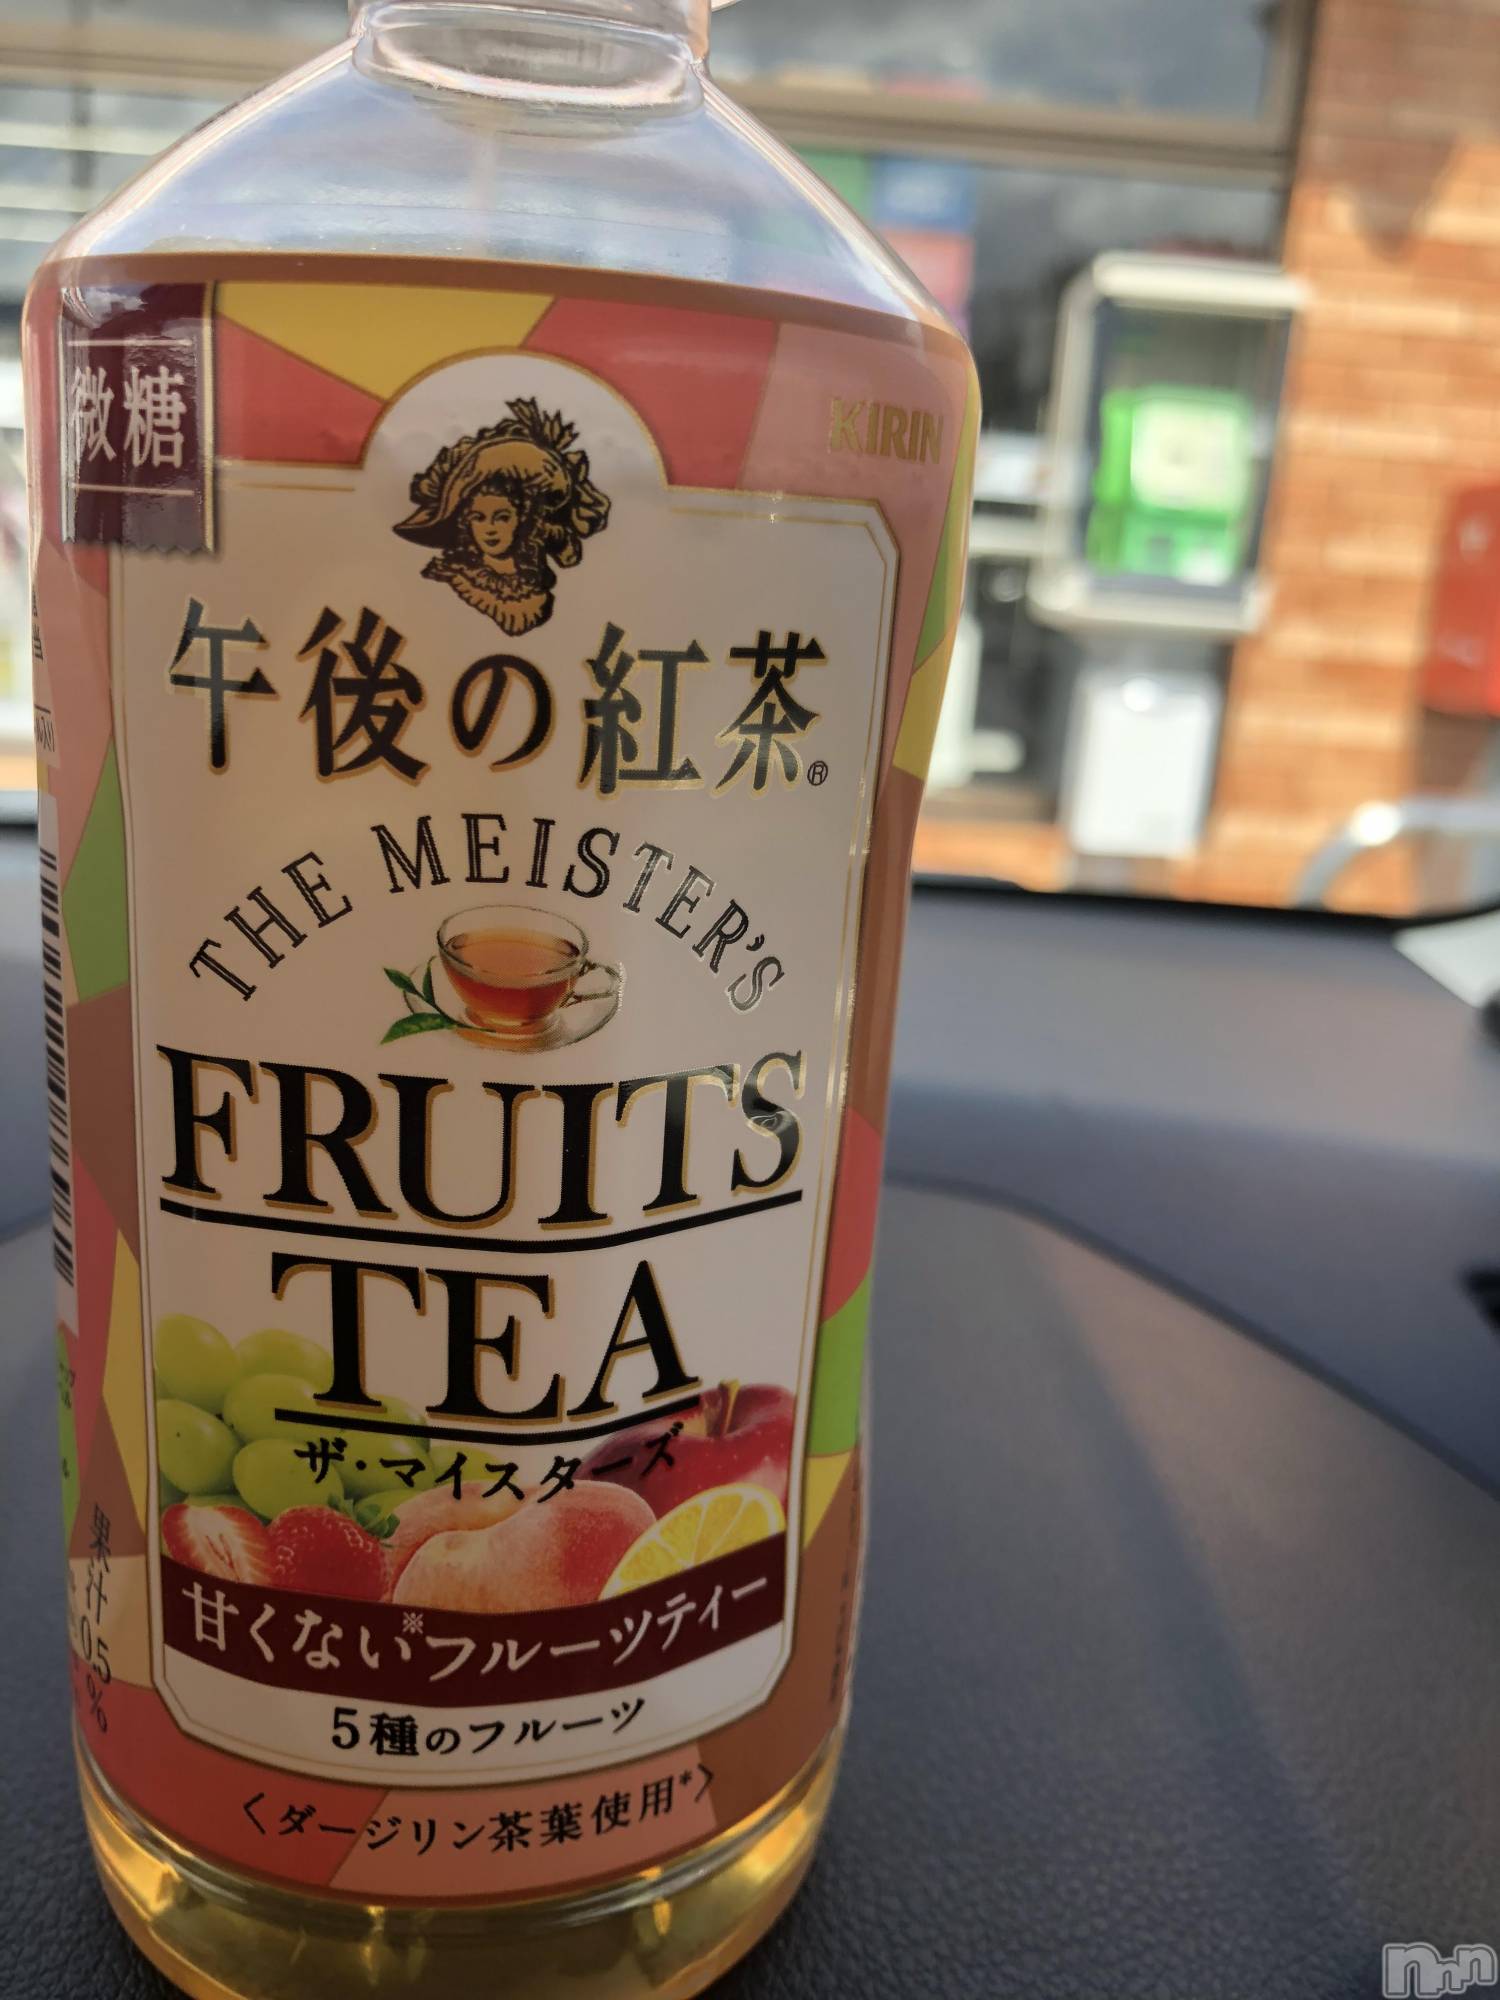 微糖
KIRIN
午後の紅茶®
THE MEISTER'S
FRUITS
TEA
ザ・マイスターズ
甘くない※フルーツティー
5種のフルーツ
〈ダージリン茶葉使用*〉
果汁0.5%
nnn